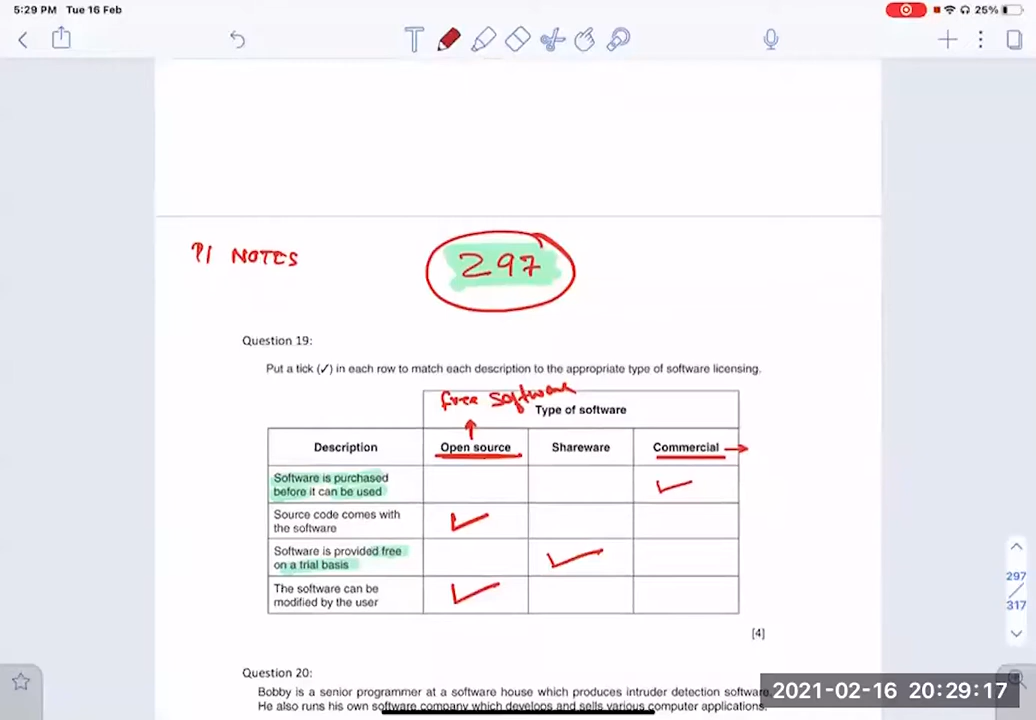 5:29 PM Tue 16 Feb
25%
P1 NOTES
297
Question 19:
Put a tick (✓) in each row to match each description to the appropriate type of software licensing.
free software
Type of software
Description Open source Shareware Commercial
Software is purchased
before it can be used
Source code comes with
the software
Software is provided free
on a trial basis
The software can be
modified by the user
[4]
297
317
Question 20:
Bobby is a senior programmer at a software house which produces intruder detection software.
He also runs his own software company which develops and sells various computer applications.
2021-02-16 20:29:17